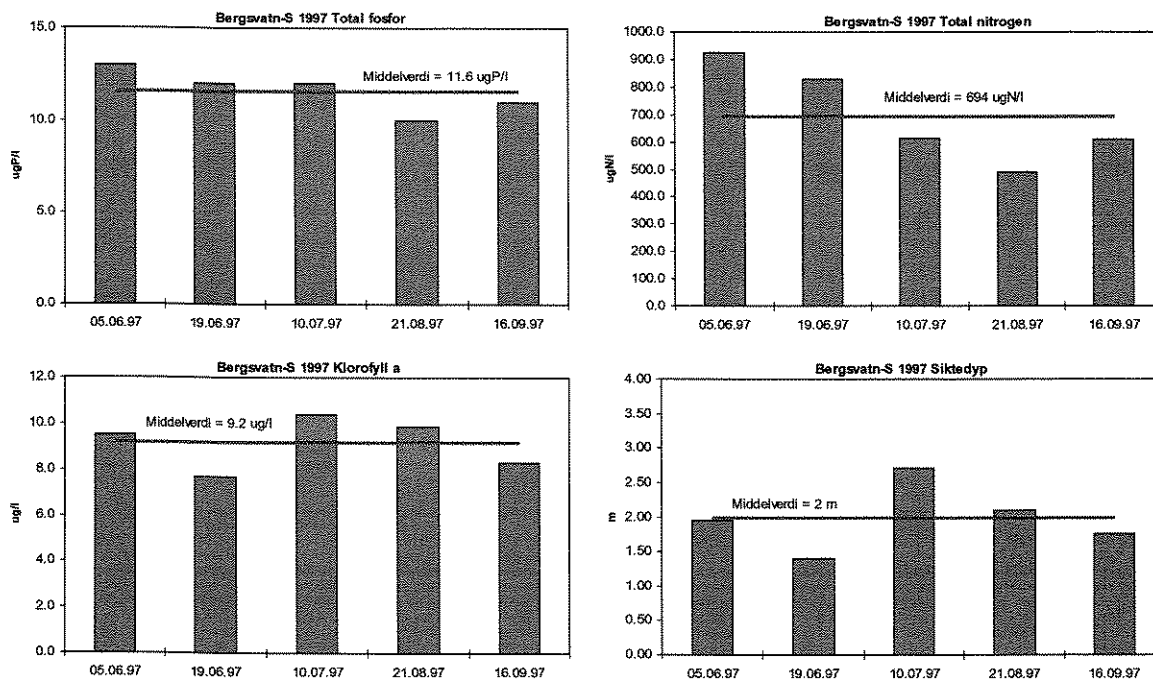 Bergsvatn-S 1997 Total fosfor
15.0
10.0
5.0
0.0
ugP/l
Middelverdi = 11.6 ugP/l
05.06.97 19.06.97 10.07.97 21.08.97 16.09.97
Bergsvatn-S 1997 Total nitrogen
1000.0
900.0
800.0
700.0
600.0
500.0
400.0
300.0
200.0
100.0
0.0
ugN/l
Middelverdi = 694 ugN/l
05.06.97 19.06.97 10.07.97 21.08.97 16.09.97
Bergsvatn-S 1997 Klorofyll a
12.0
10.0
8.0
6.0
4.0
2.0
0.0
ug/l
Middelverdi = 9.2 ug/l
05.06.97 19.06.97 10.07.97 21.08.97 16.09.97
Bergsvatn-S 1997 Siktedyp
4.00
3.50
3.00
2.50
2.00
1.50
1.00
0.50
0.00
m
Middelverdi = 2 m
05.06.97 19.06.97 10.07.97 21.08.97 16.09.97